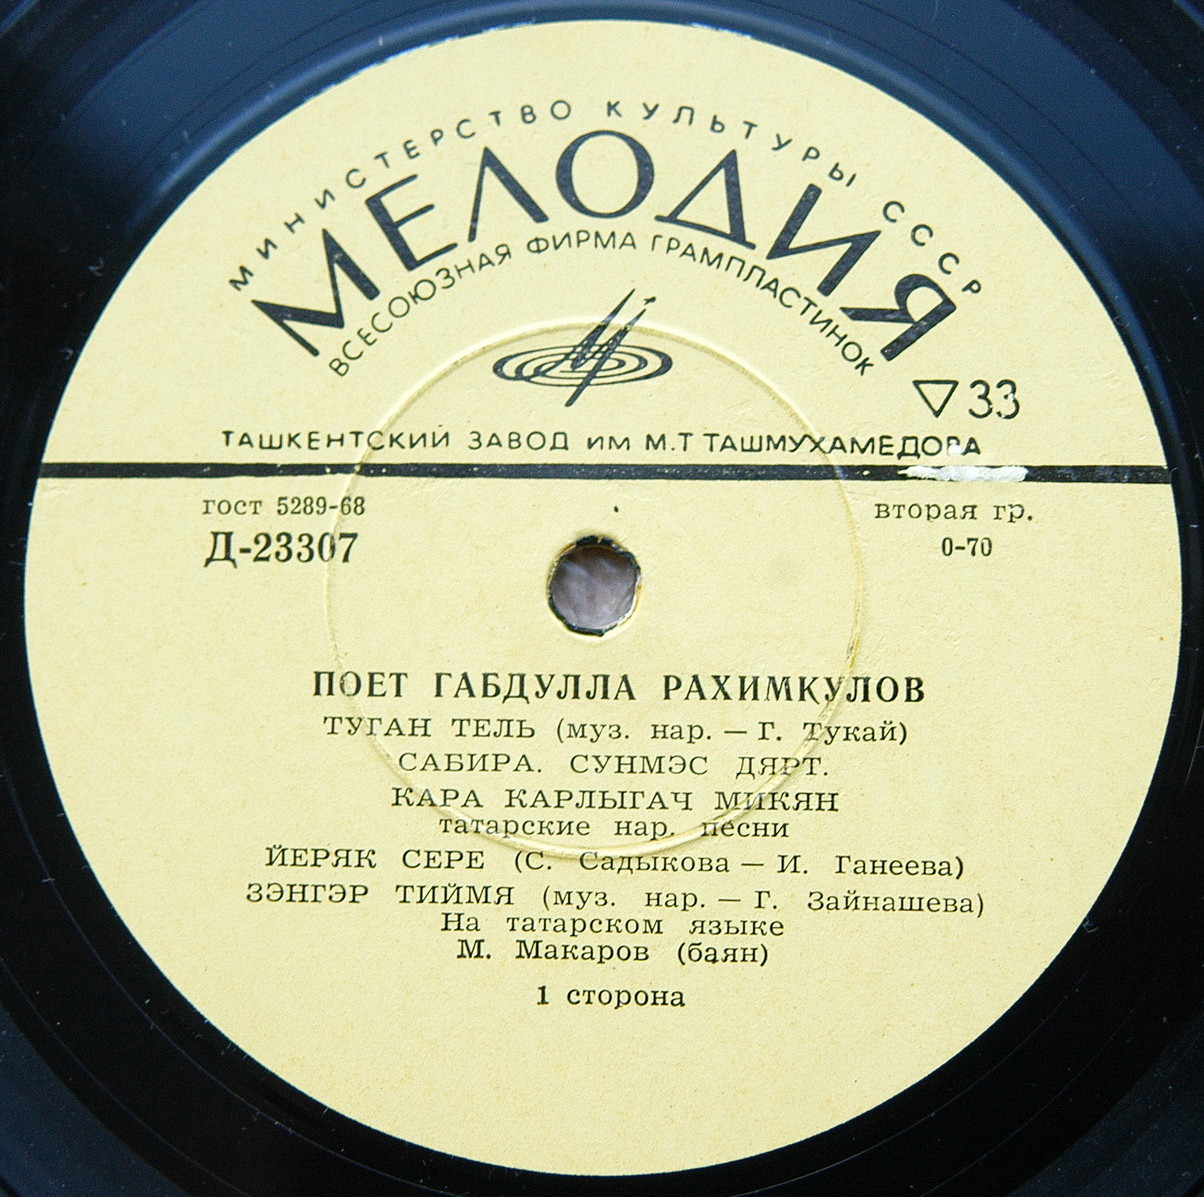 МИНИСТЕРСТВО КУЛЬТУРЫ СССР
МЕЛОДИЯ
ВСЕСОЮЗНАЯ ФИРМА ГРАМПЛАСТИНОК
▽33
ТАШКЕНТСКИЙ ЗАВОД ИМ М.Т ТАШМУХАМЕДОВА
гост 5289-68
вторая гр.
Д-23307
0-70
ПОЕТ ГАБДУЛЛА РАХИМКУЛОВ
ТУГАН ТЕЛЬ (муз. нар. — Г. Тукай)
САБИРА. СУНМЭС ДЯРТ.
КАРА КАРЛЫГАЧ МИКЯН
татарские нар. песни
ЙЕРЯК СЕРЕ (С. Садыкова — И. Ганеева)
ЗЭНГЭР ТИЙМЯ (муз. нар. — Г. Зайнашева)
На татарском языке
М. Макаров (баян)
1 сторона